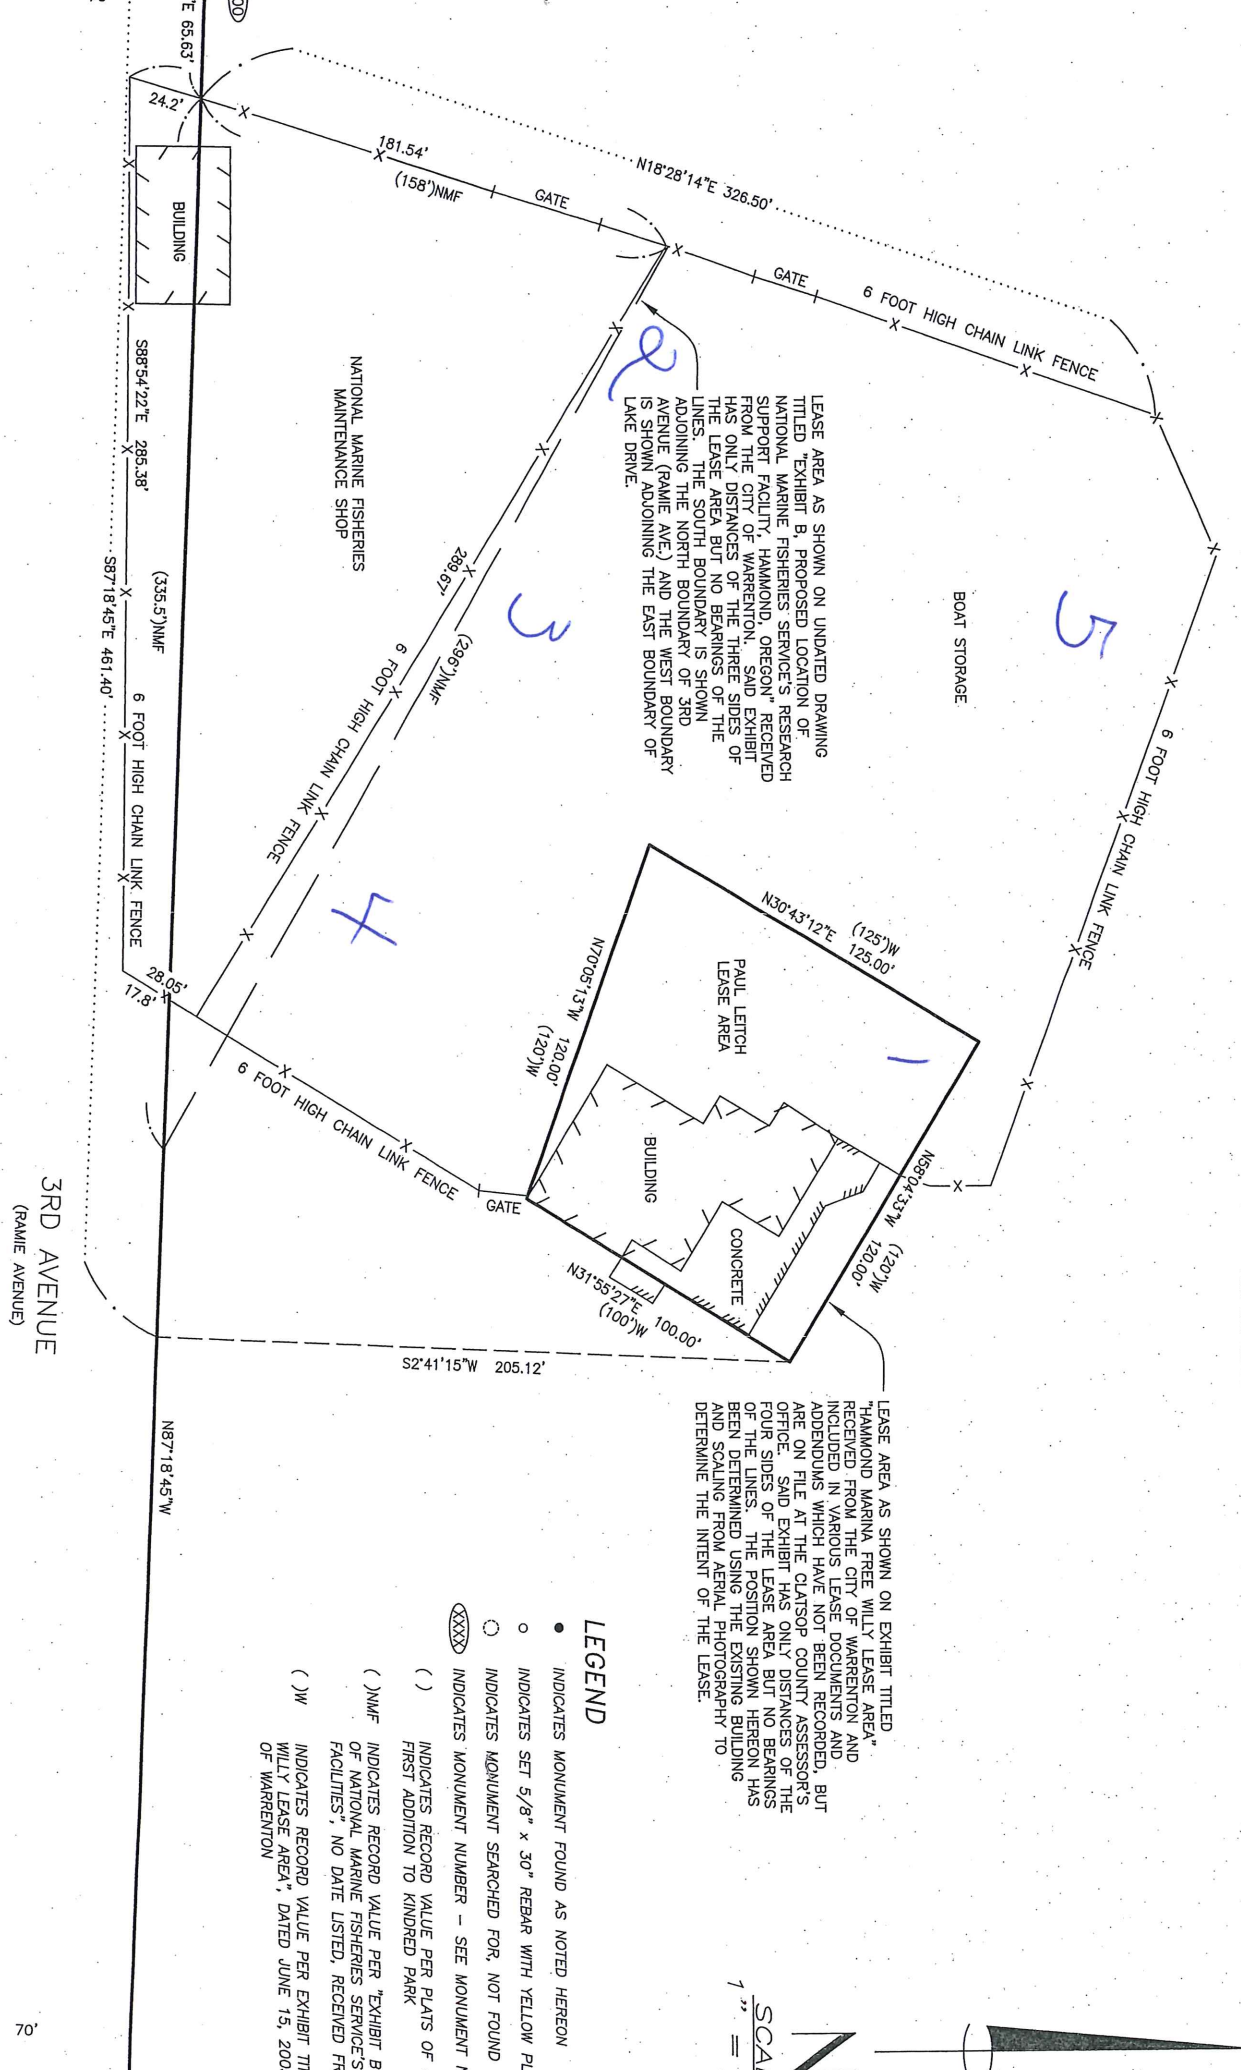 'E 65.63'
24.2'
181.54'
(158')NMF
GATE
N18°28'14"E 326.50'
GATE
6 FOOT HIGH CHAIN LINK FENCE
BUILDING
S88°54'22"E 285.38'
S87°18'45"E 461.40'
(335.5')NMF
6 FOOT HIGH CHAIN LINK FENCE
28.05'
17.8'
NATIONAL MARINE FISHERIES
MAINTENANCE SHOP
289.67'
(296')NMF
6 FOOT HIGH CHAIN LINK FENCE
2
3
4
5
1
LEASE AREA AS SHOWN ON UNDATED DRAWING
TITLED "EXHIBIT B, PROPOSED LOCATION OF
NATIONAL MARINE FISHERIES SERVICE'S RESEARCH
SUPPORT FACILITY, HAMMOND, OREGON" RECEIVED
FROM THE CITY OF WARRENTON. SAID EXHIBIT
HAS ONLY DISTANCES OF THE THREE SIDES OF
THE LEASE AREA BUT NO BEARINGS OF THE
LINES. THE SOUTH BOUNDARY IS SHOWN
ADJOINING THE NORTH BOUNDARY OF 3RD
AVENUE (RAMIE AVE.) AND THE WEST BOUNDARY
IS SHOWN ADJOINING THE EAST BOUNDARY OF
LAKE DRIVE.
BOAT STORAGE
6 FOOT HIGH CHAIN LINK FENCE
N30°43'12"E 125.00'
(125')W
PAUL LEITCH
LEASE AREA
N70°05'13"W 120.00'
(120')W
BUILDING
CONCRETE
N58°04'33"W 120.00'
(120')W
N31°55'27"E 100.00'
(100')W
GATE
6 FOOT HIGH CHAIN LINK FENCE
S2°41'15"W 205.12'
3RD AVENUE
(RAMIE AVENUE)
N87°18'45"W
LEASE AREA AS SHOWN ON EXHIBIT TITLED
"HAMMOND MARINA FREE WILLY LEASE AREA"
RECEIVED FROM THE CITY OF WARRENTON AND
INCLUDED IN VARIOUS LEASE DOCUMENTS AND
ADDENDUMS WHICH HAVE NOT BEEN RECORDED, BUT
ARE ON FILE AT THE CLATSOP COUNTY ASSESSOR'S
OFFICE. SAID EXHIBIT HAS ONLY DISTANCES OF THE
FOUR SIDES OF THE LEASE AREA BUT NO BEARINGS
OF THE LINES. THE POSITION SHOWN HEREON HAS
BEEN DETERMINED USING THE EXISTING BUILDING
AND SCALING FROM AERIAL PHOTOGRAPHY TO
DETERMINE THE INTENT OF THE LEASE.
LEGEND
INDICATES MONUMENT FOUND AS NOTED HEREON
INDICATES SET 5/8" x 30" REBAR WITH YELLOW PL
INDICATES MONUMENT SEARCHED FOR, NOT FOUND
XXXX INDICATES MONUMENT NUMBER – SEE MONUMENT N
( ) INDICATES RECORD VALUE PER PLATS OF
FIRST ADDITION TO KINDRED PARK
( )NMF INDICATES RECORD VALUE PER "EXHIBIT B
OF NATIONAL MARINE FISHERIES SERVICE'S
FACILITIES", NO DATE LISTED, RECEIVED FR
( )W INDICATES RECORD VALUE PER EXHIBIT TIT
WILLY LEASE AREA", DATED JUNE 15, 200
OF WARRENTON
SCA
1" =
70'